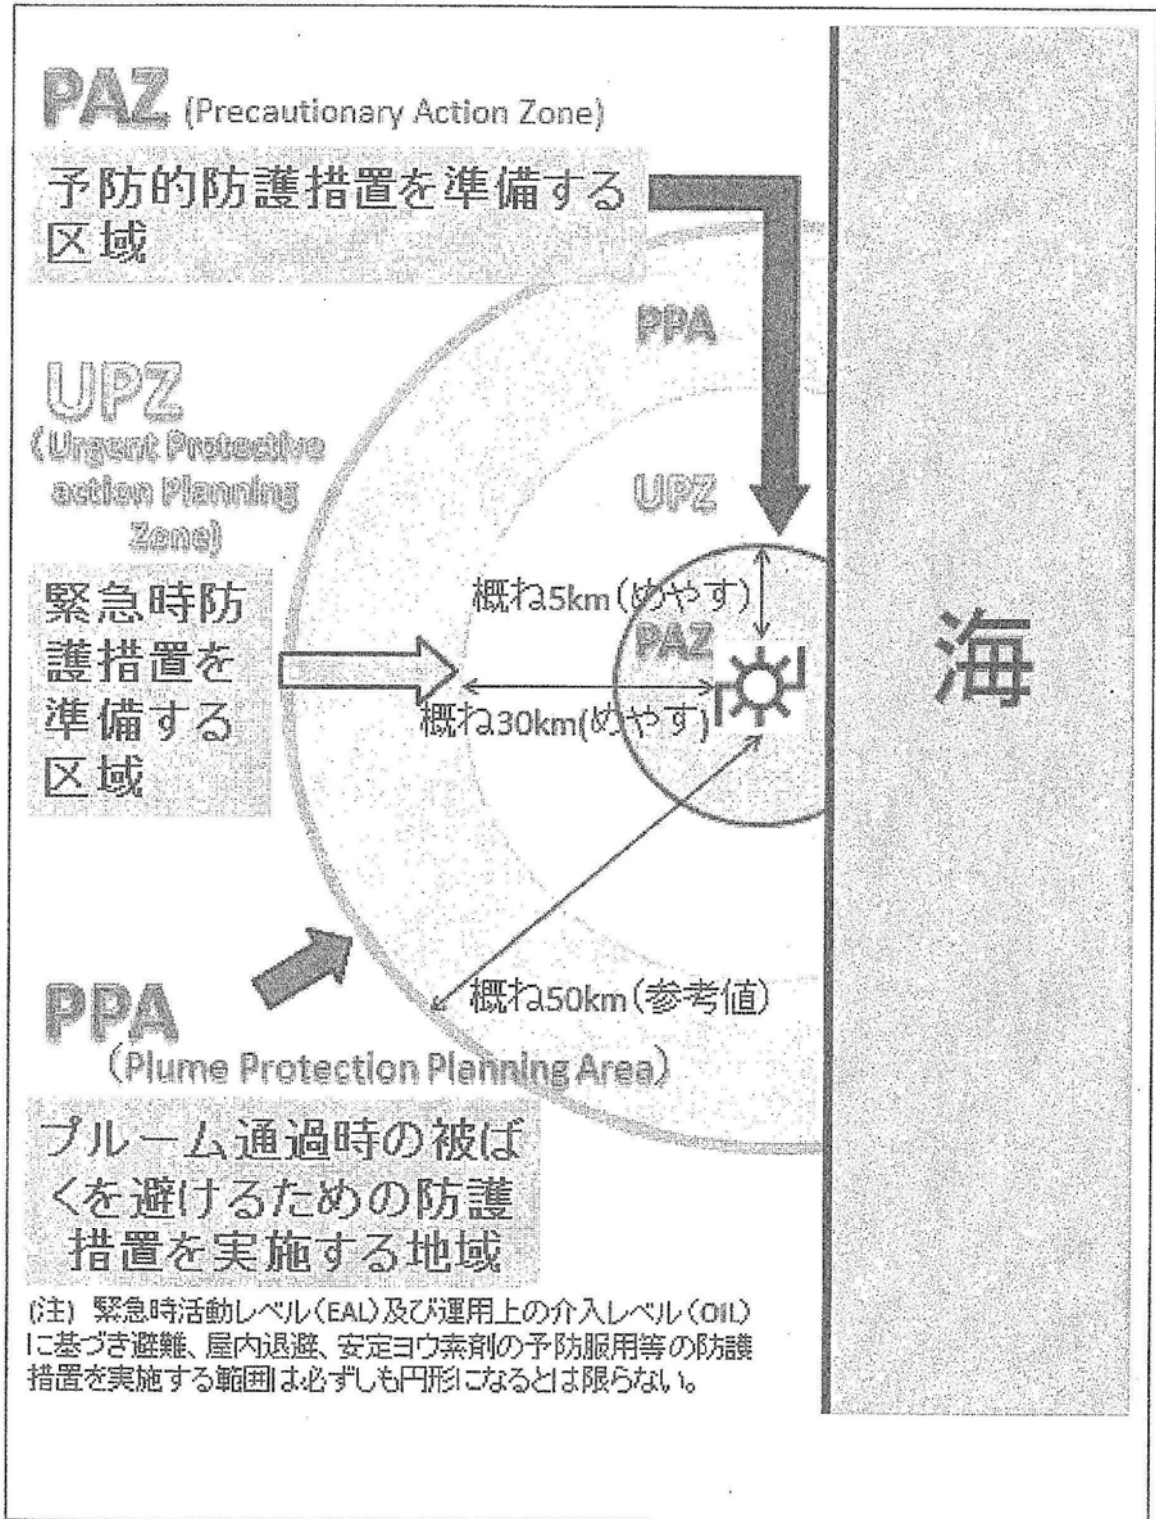 PAZ (Precautionary Action Zone)
予防的防護措置を準備する
区域
PPA
UPZ
(Urgent Protective
action Planning
Zone)
UPZ
緊急時防
護措置を
準備する
区域
概ね5km(めやす)
PAZ
概ね30km(めやす)
海
概ね50km(参考値)
PPA
(Plume Protection Planning Area)
プルーム通過時の被ば
くを避けるための防護
措置を実施する地域
(注) 緊急時活動レベル(EAL)及び運用上の介入レベル(OIL)
に基づき避難、屋内退避、安定ヨウ素剤の予防服用等の防護
措置を実施する範囲は必ずしも円形になるとは限らない。